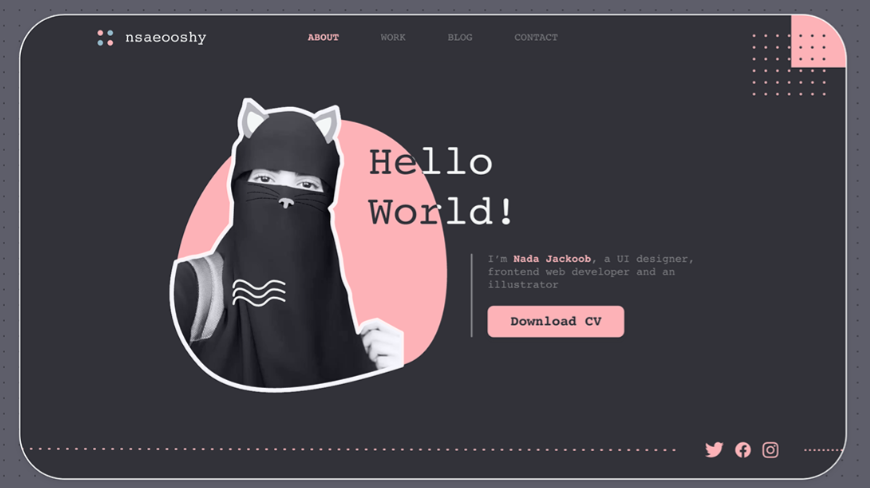 nsaeooshy
ABOUT
WORK
BLOG
CONTACT
Hello
World!
I'm Nada Jackoob, a UI designer,
frontend web developer and an
illustrator
Download CV